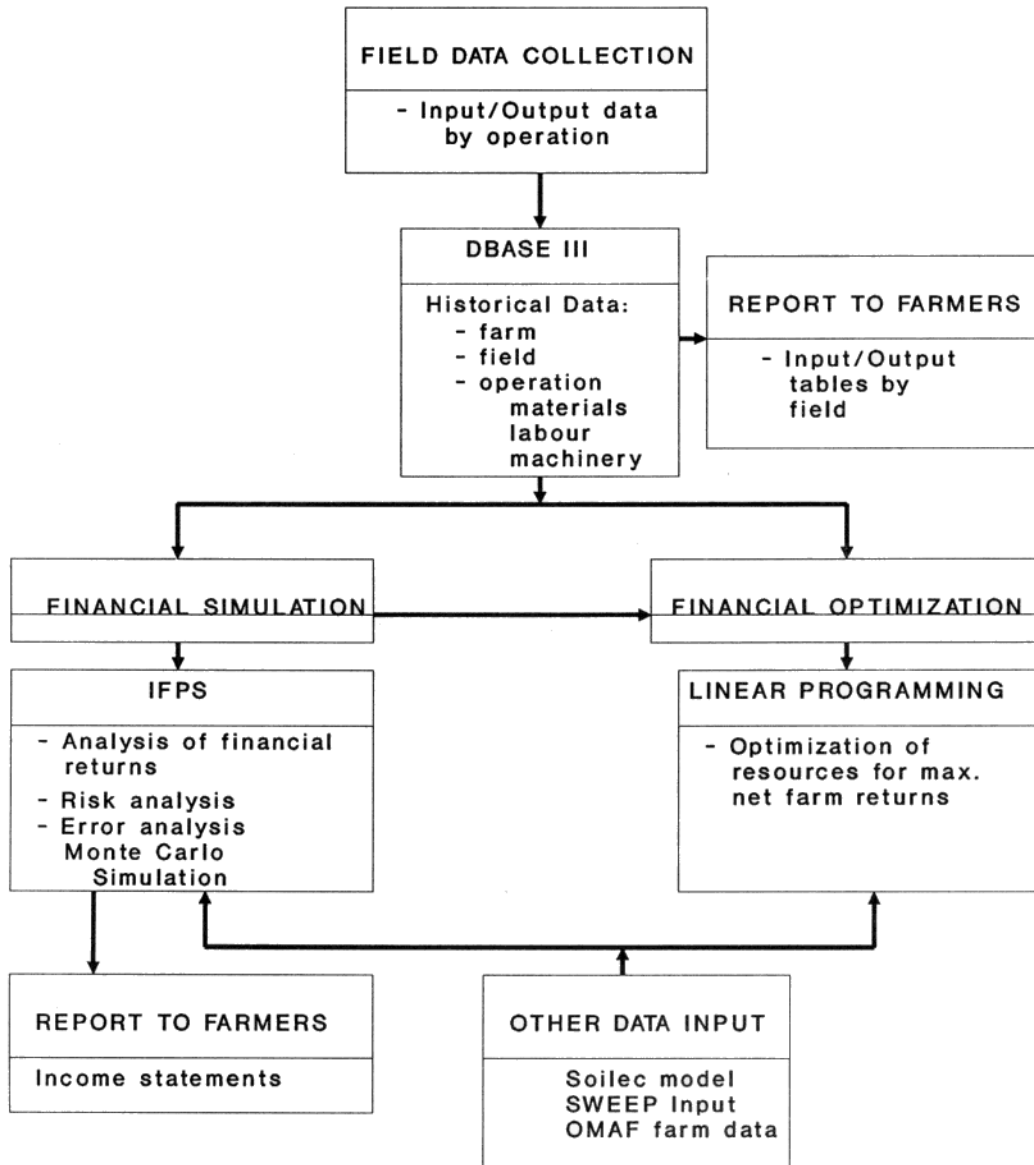 FIELD DATA COLLECTION
- Input/Output data
by operation
DBASE III
Historical Data:
- farm
- field
- operation
materials
labour
machinery
REPORT TO FARMERS
- Input/Output
tables by
field
FINANCIAL SIMULATION
FINANCIAL OPTIMIZATION
IFPS
- Analysis of financial
returns
- Risk analysis
- Error analysis
Monte Carlo
Simulation
LINEAR PROGRAMMING
- Optimization of
resources for max.
net farm returns
REPORT TO FARMERS
Income statements
OTHER DATA INPUT
Soilec model
SWEEP Input
OMAF farm data